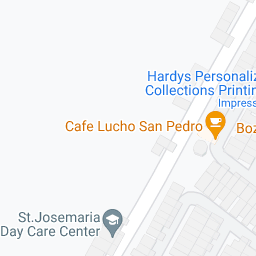 Hardys Personaliz
Collections Printin
Impress
Cafe Lucho San Pedro
Boz
St.Josemaria
Day Care Center